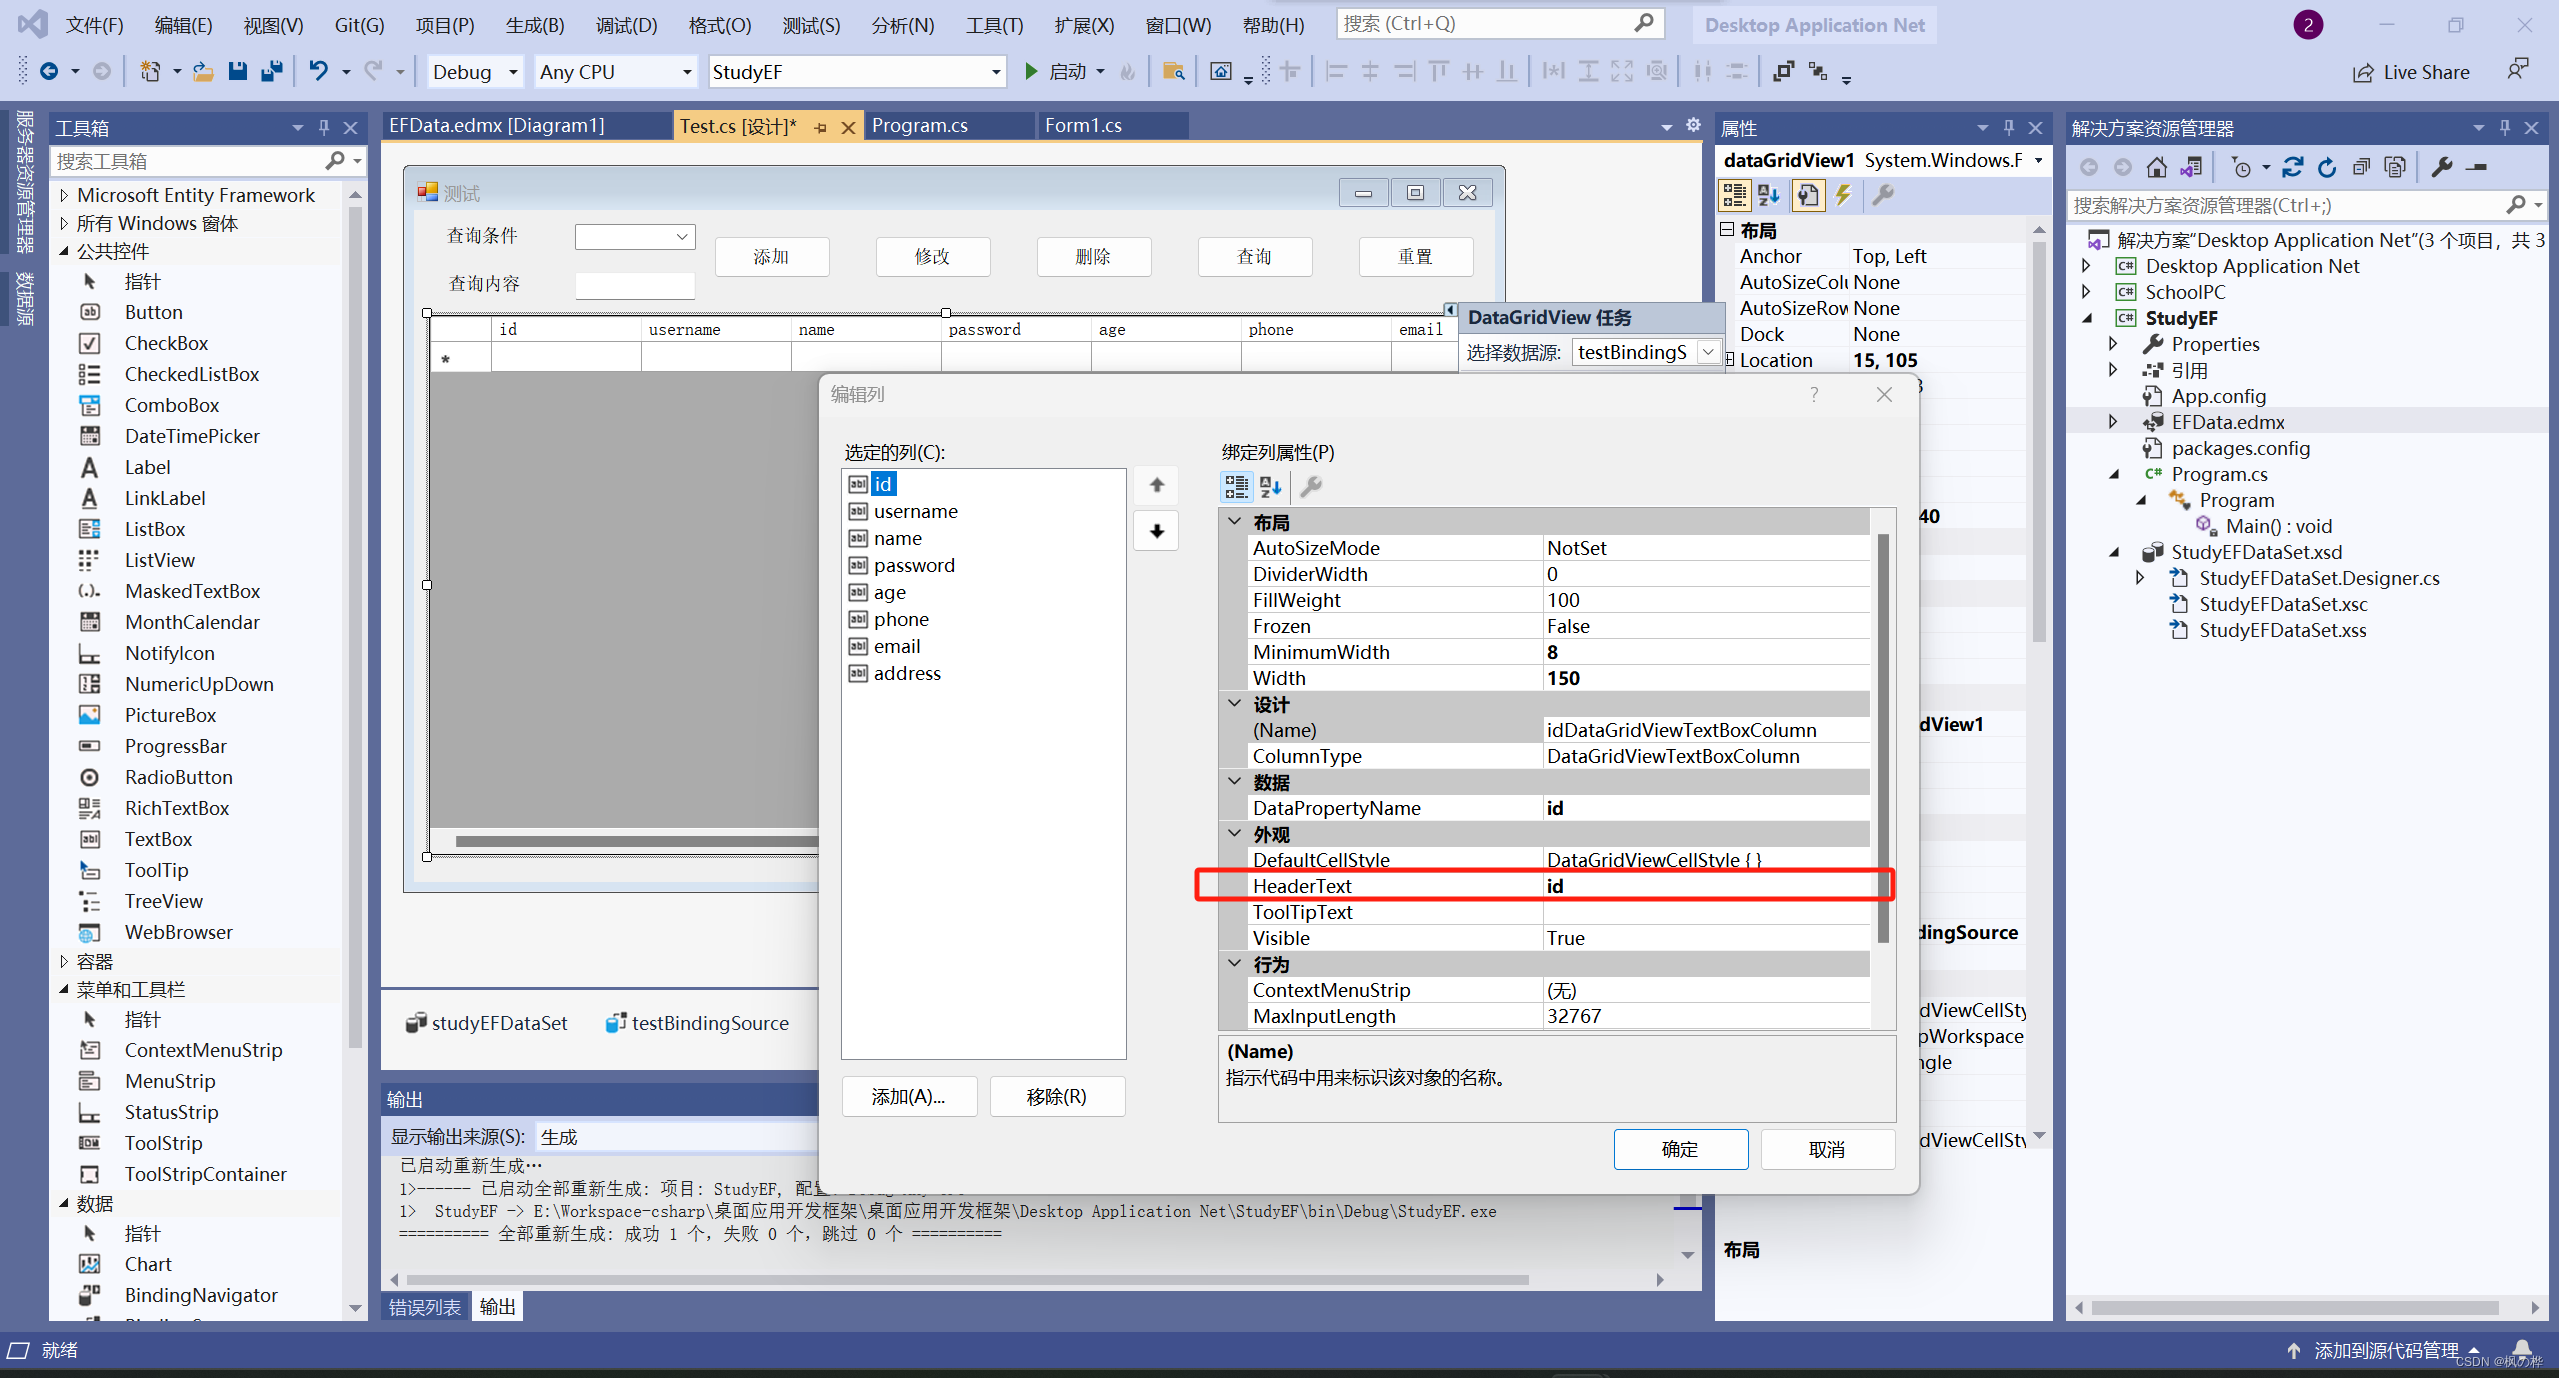 文件(F) 编辑(E) 视图(V) Git(G) 项目(P) 生成(B) 调试(D) 格式(O) 测试(S) 分析(N) 工具(T) 扩展(X) 窗口(W) 帮助(H) 搜索 (Ctrl+Q) Desktop Application Net 2
Debug Any CPU StudyEF 启动 Live Share
服务器资源管理器
数据源
工具箱
搜索工具箱
Microsoft Entity Framework
所有 Windows 窗体
公共控件
指针
Button
CheckBox
CheckedListBox
ComboBox
DateTimePicker
Label
LinkLabel
ListBox
ListView
MaskedTextBox
MonthCalendar
NotifyIcon
NumericUpDown
PictureBox
ProgressBar
RadioButton
RichTextBox
TextBox
ToolTip
TreeView
WebBrowser
容器
菜单和工具栏
指针
ContextMenuStrip
MenuStrip
StatusStrip
ToolStrip
ToolStripContainer
数据
指针
Chart
BindingNavigator
EFData.edmx [Diagram1] Test.cs [设计]* Program.cs Form1.cs
测试
查询条件 添加 修改 删除 查询 重置
查询内容
id username name password age phone email
*
DataGridView 任务
选择数据源: testBindingS
编辑列 ?
选定的列(C):
id
username
name
password
age
phone
email
address
添加(A)... 移除(R)
绑定列属性(P)
布局
AutoSizeMode NotSet
DividerWidth 0
FillWeight 100
Frozen False
MinimumWidth 8
Width 150
设计
(Name) idDataGridViewTextBoxColumn
ColumnType DataGridViewTextBoxColumn
数据
DataPropertyName id
外观
DefaultCellStyle DataGridViewCellStyle { }
HeaderText id
ToolTipText
Visible True
行为
ContextMenuStrip (无)
MaxInputLength 32767
(Name)
指示代码中用来标识该对象的名称。
确定 取消
studyEFDataSet testBindingSource
输出
显示输出来源(S): 生成
已启动重新生成…
1>------ 已启动全部重新生成: 项目: StudyEF, 配置
1> StudyEF -> E:\Workspace-csharp\桌面应用开发框架\桌面应用开发框架\Desktop Application Net\StudyEF\bin\Debug\StudyEF.exe
========== 全部重新生成: 成功 1 个，失败 0 个，跳过 0 个 ==========
错误列表 输出
属性
dataGridView1 System.Windows.F
布局
Anchor Top, Left
AutoSizeColu None
AutoSizeRow None
Dock None
Location 15, 105
40
dView1
dingSource
dViewCellSty
pWorkspace
ngle
dViewCellSty
布局
解决方案资源管理器
搜索解决方案资源管理器(Ctrl+;)
解决方案“Desktop Application Net”(3 个项目，共 3
Desktop Application Net
SchoolPC
StudyEF
Properties
引用
App.config
EFData.edmx
packages.config
Program.cs
Program
Main() : void
StudyEFDataSet.xsd
StudyEFDataSet.Designer.cs
StudyEFDataSet.xsc
StudyEFDataSet.xss
就绪 添加到源代码管理
CSDN @枫の桦